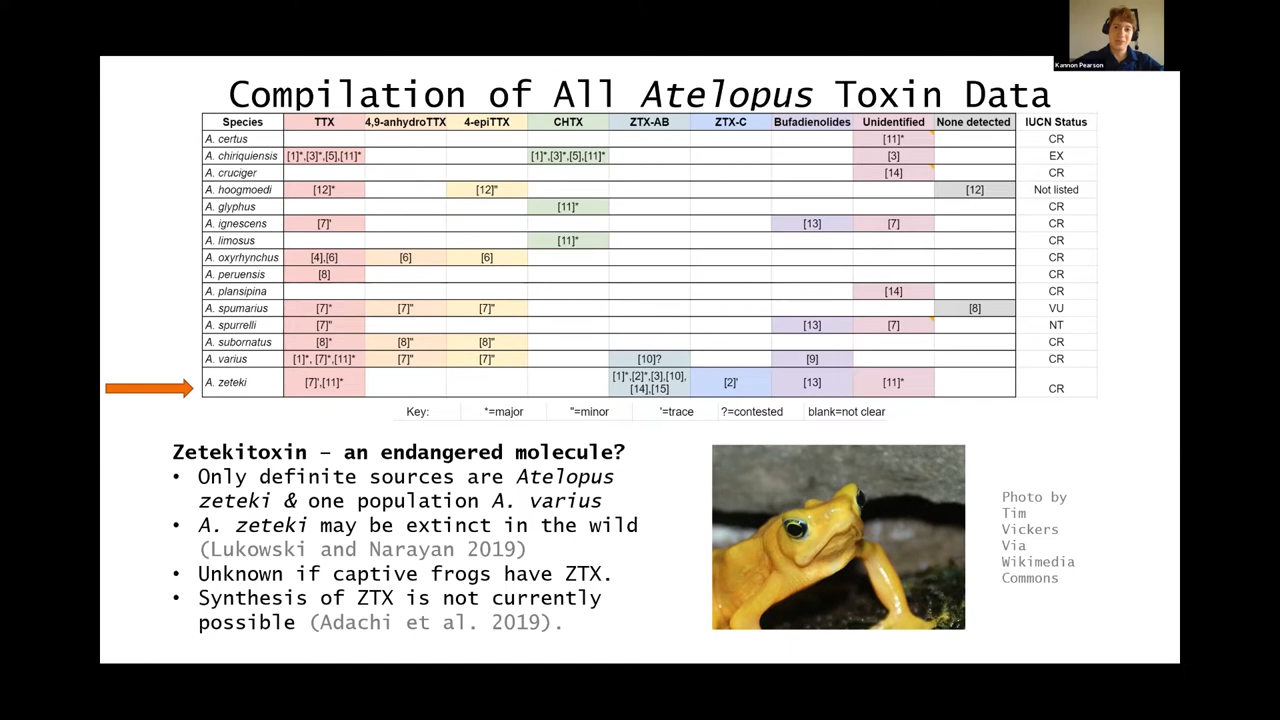 Kannon Pearson
Compilation of All Atelopus Toxin Data
Species TTX 4,9-anhydroTTX 4-epiTTX CHTX ZTX-AB ZTX-C Bufadienolides Unidentified None detected IUCN Status
A. certus [11]* CR
A. chiriquiensis [1]*,[3]*,[5],[11]* [1]*,[3]*,[5],[11]* [3] EX
A. cruciger [14] CR
A. hoogmoedi [12]* [12]" [12] Not listed
A. glyphus [11]* CR
A. ignescens [7]' [13] [7] CR
A. limosus [11]* CR
A. oxyrhynchus [4],[6] [6] [6] CR
A. peruensis [8] CR
A. plansipina [14] CR
A. spumarius [7]* [7]" [7]" [8] VU
A. spurrelli [7]" [13] [7] NT
A. subornatus [8]* [8]" [8]" CR
A. varius [1]*, [7]*,[11]* [7]" [7]" [10]? [9] CR
A. zeteki [7]',[11]* [1]*,[2]*,[3],[10],[14],[15] [2]' [13] [11]* CR
Key: *=major "=minor '=trace ?=contested blank=not clear
Zetekitoxin – an endangered molecule?
• Only definite sources are Atelopus
zeteki & one population A. varius
• A. zeteki may be extinct in the wild
(Lukowski and Narayan 2019)
• Unknown if captive frogs have ZTX.
• Synthesis of ZTX is not currently
possible (Adachi et al. 2019).
Photo by
Tim
Vickers
Via
Wikimedia
Commons